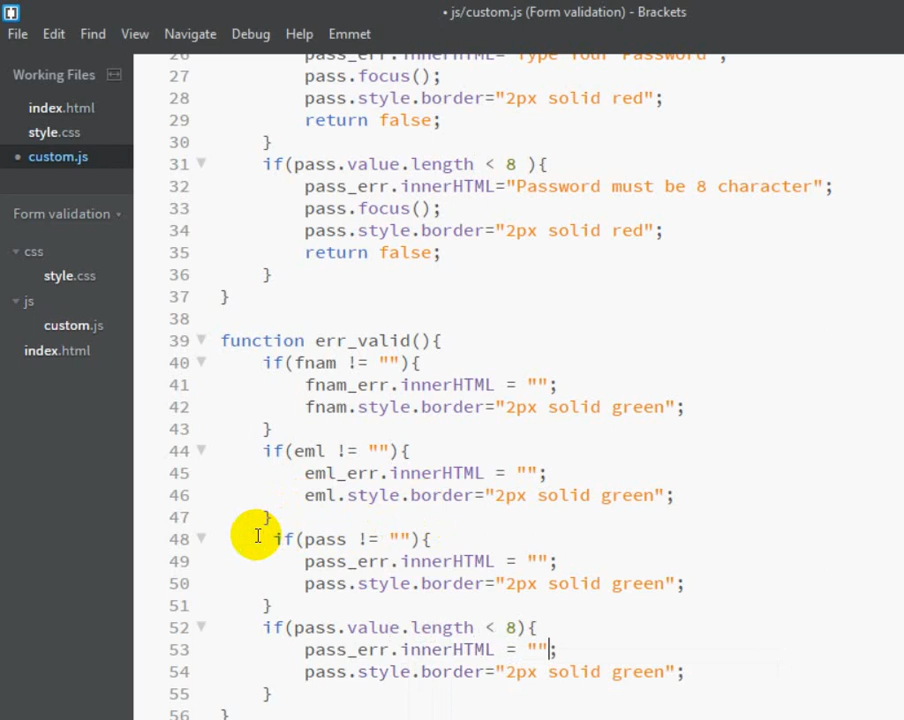 • js/custom.js (Form validation) - Brackets
File Edit Find View Navigate Debug Help Emmet
Working Files
index.html
style.css
• custom.js
Form validation
css
style.css
js
custom.js
index.html
26 pass_err.innerHTML="Type Your Password";
27 pass.focus();
28 pass.style.border="2px solid red";
29 return false;
30 }
31 if(pass.value.length < 8 ){
32 pass_err.innerHTML="Password must be 8 character";
33 pass.focus();
34 pass.style.border="2px solid red";
35 return false;
36 }
37 }
38
39 function err_valid(){
40 if(fnam != ""){
41 fnam_err.innerHTML = "";
42 fnam.style.border="2px solid green";
43 }
44 if(eml != ""){
45 eml_err.innerHTML = "";
46 eml.style.border="2px solid green";
47 }
48 if(pass != ""){
49 pass_err.innerHTML = "";
50 pass.style.border="2px solid green";
51 }
52 if(pass.value.length < 8){
53 pass_err.innerHTML = "";
54 pass.style.border="2px solid green";
55 }
56 }